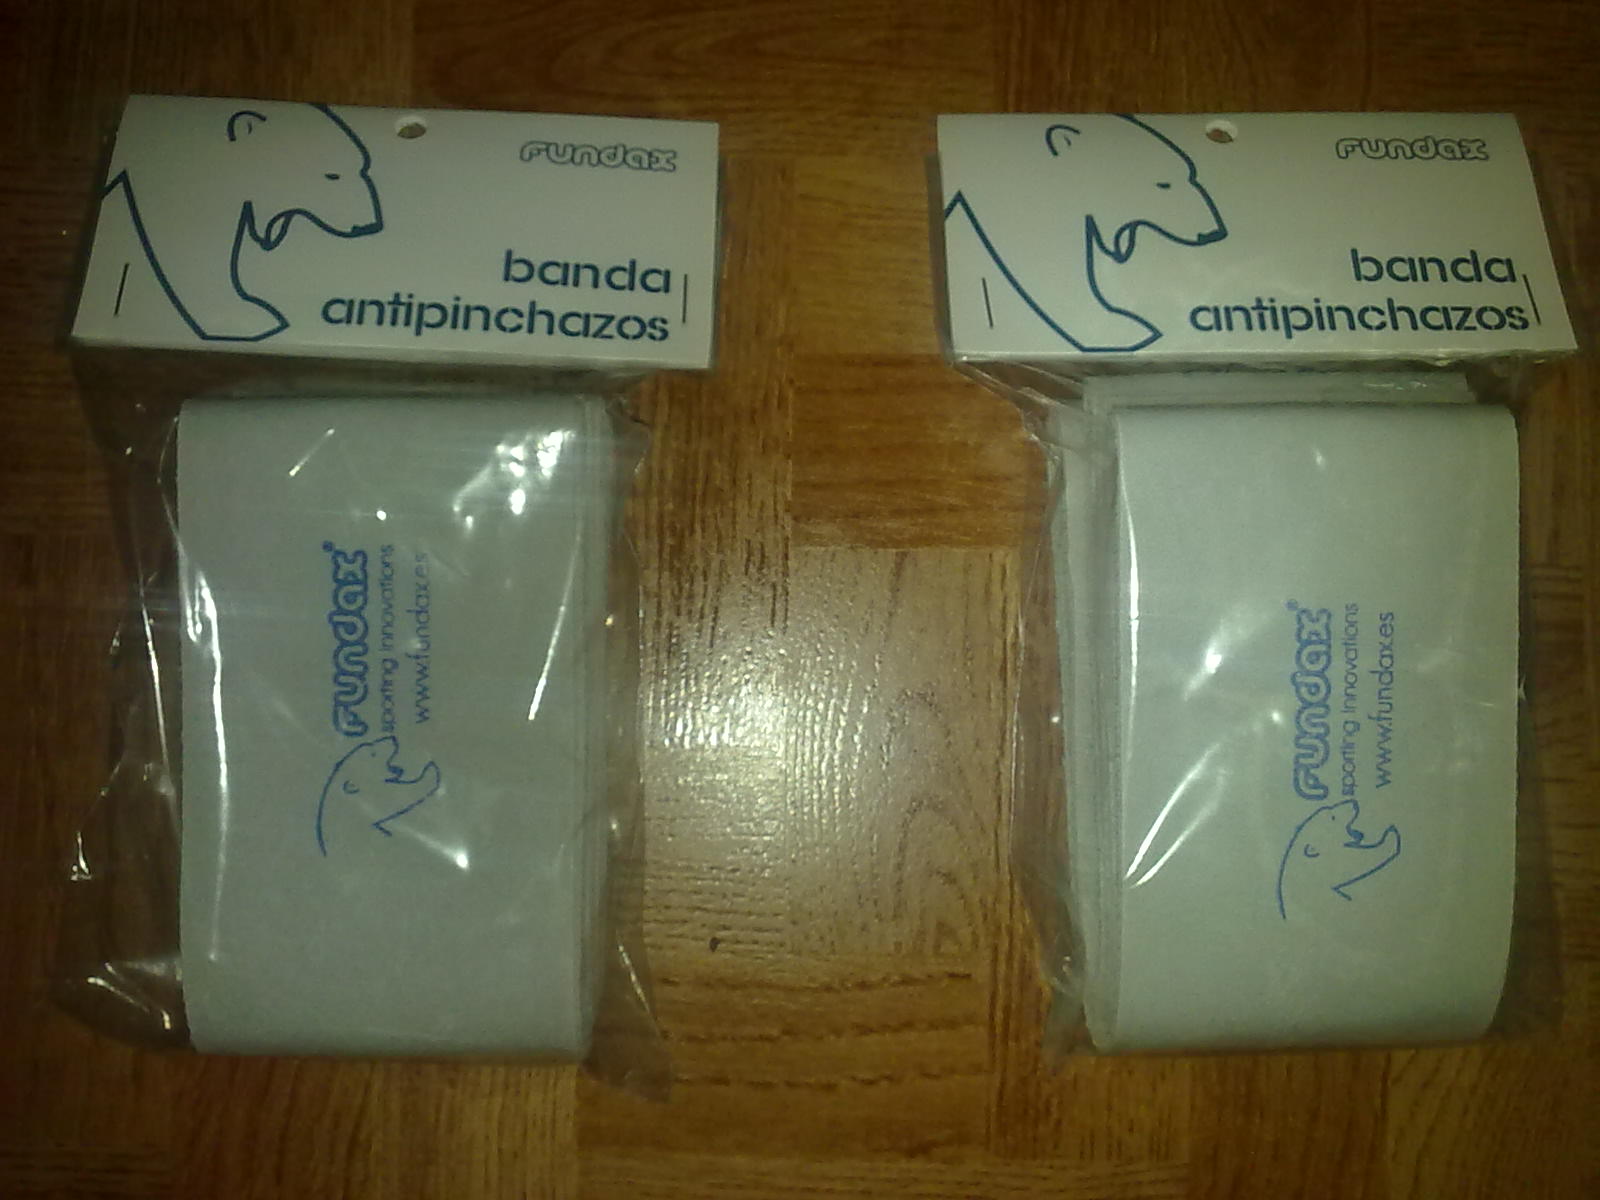 fundax
banda
antipinchazos
fundax®
sporting innovations
www.fundax.es
fundax
banda
antipinchazos
fundax®
sporting innovations
www.fundax.es